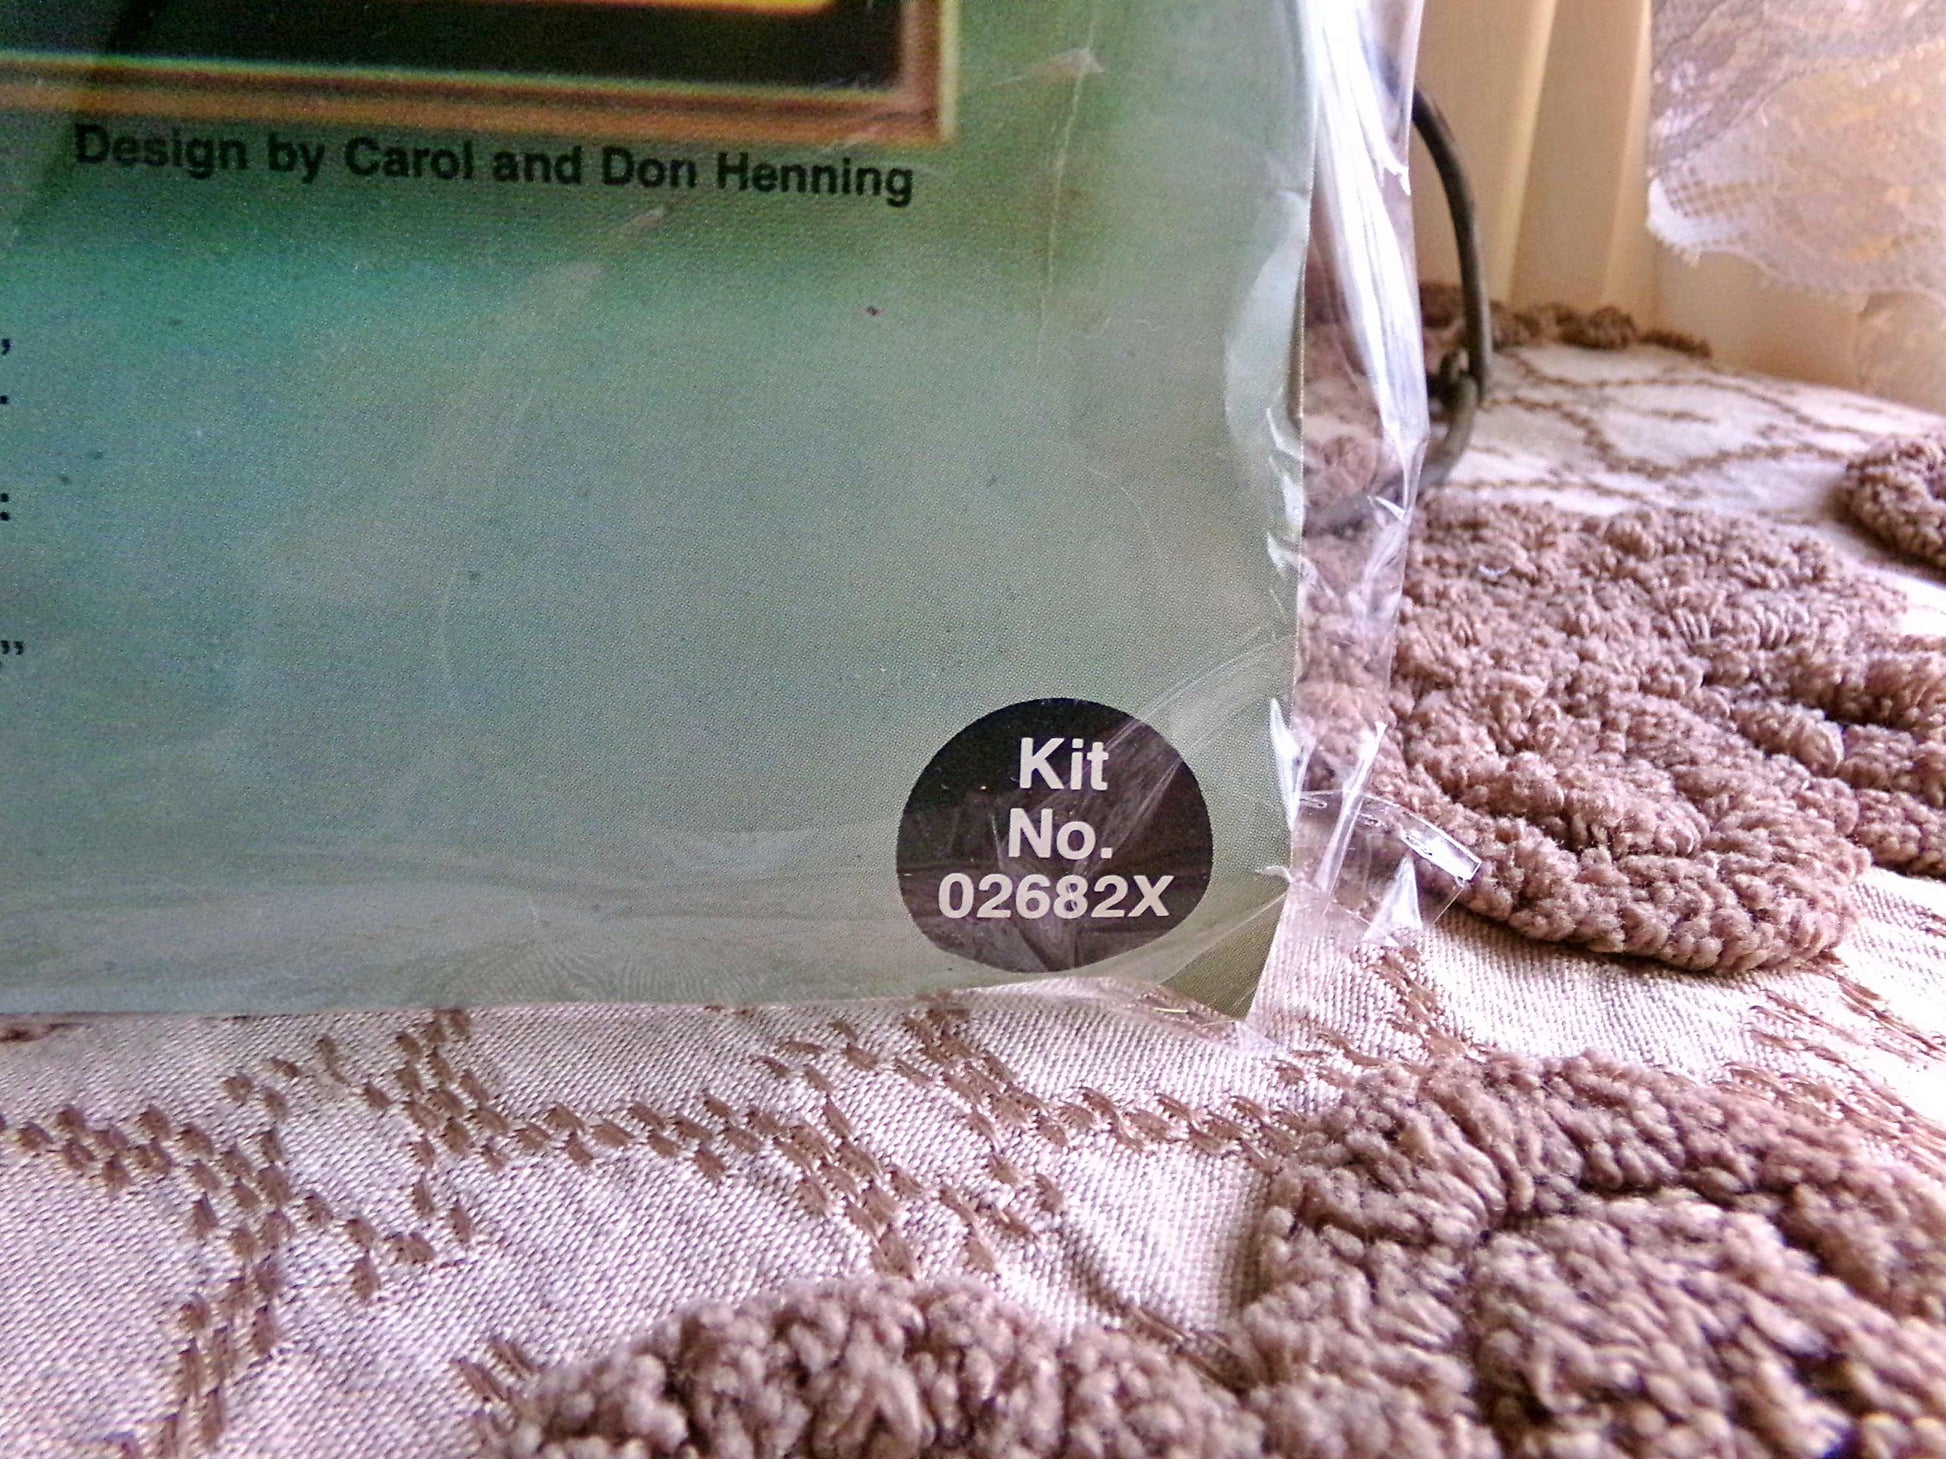 Design by Carol and Don Henning
,
.
:
"
Kit
No.
02682X